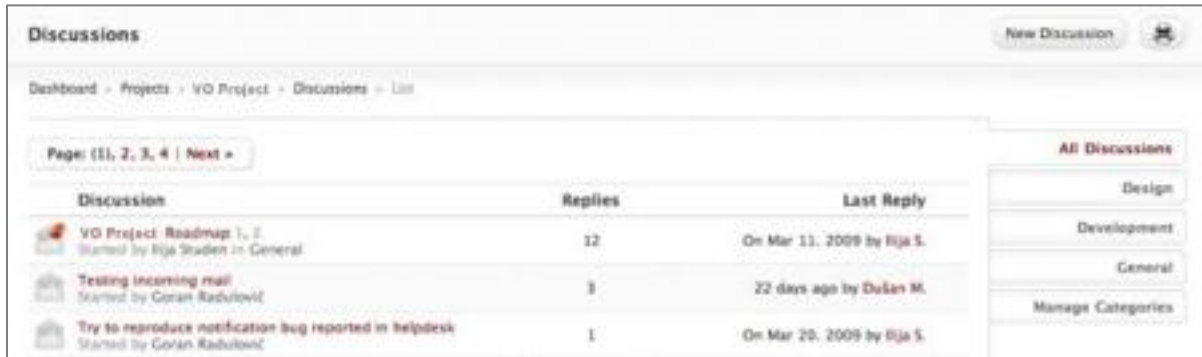 Discussions
New Discussion
Dashboard » Projects » VO Project » Discussions » List
Page: (1), 2, 3, 4 | Next »
All Discussions
Design
Development
General
Manage Categories
Discussion Replies Last Reply
VO Project Roadmap 1, 2 12 On Mar 11. 2009 by Ilija S.
Started by Ilija Studen in General
Testing incoming mail 3 22 days ago by Dušan M.
Started by Goran Radulović
Try to reproduce notification bug reported in helpdesk 1 On Mar 20. 2009 by Ilija S.
Started by Goran Radulović